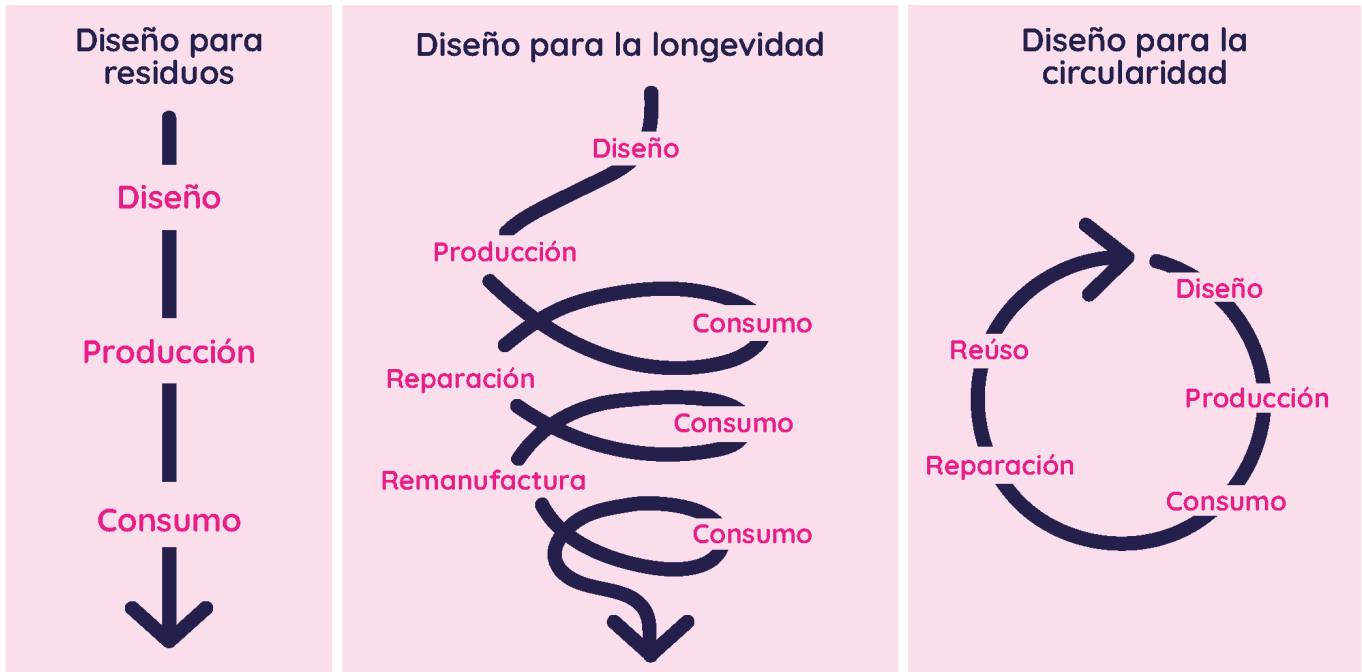 Diseño para
residuos
Diseño
Producción
Consumo
Diseño para la longevidad
Diseño
Producción
Consumo
Reparación
Consumo
Remanufactura
Consumo
Diseño para la
circularidad
Diseño
Producción
Consumo
Reparación
Reúso